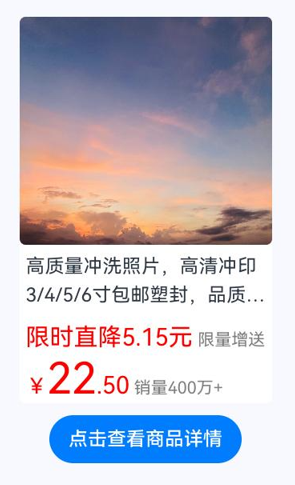 高质量冲洗照片，高清冲印
3/4/5/6寸包邮塑封，品质...
限时直降5.15元 限量增送
￥22.50 销量400万+
点击查看商品详情